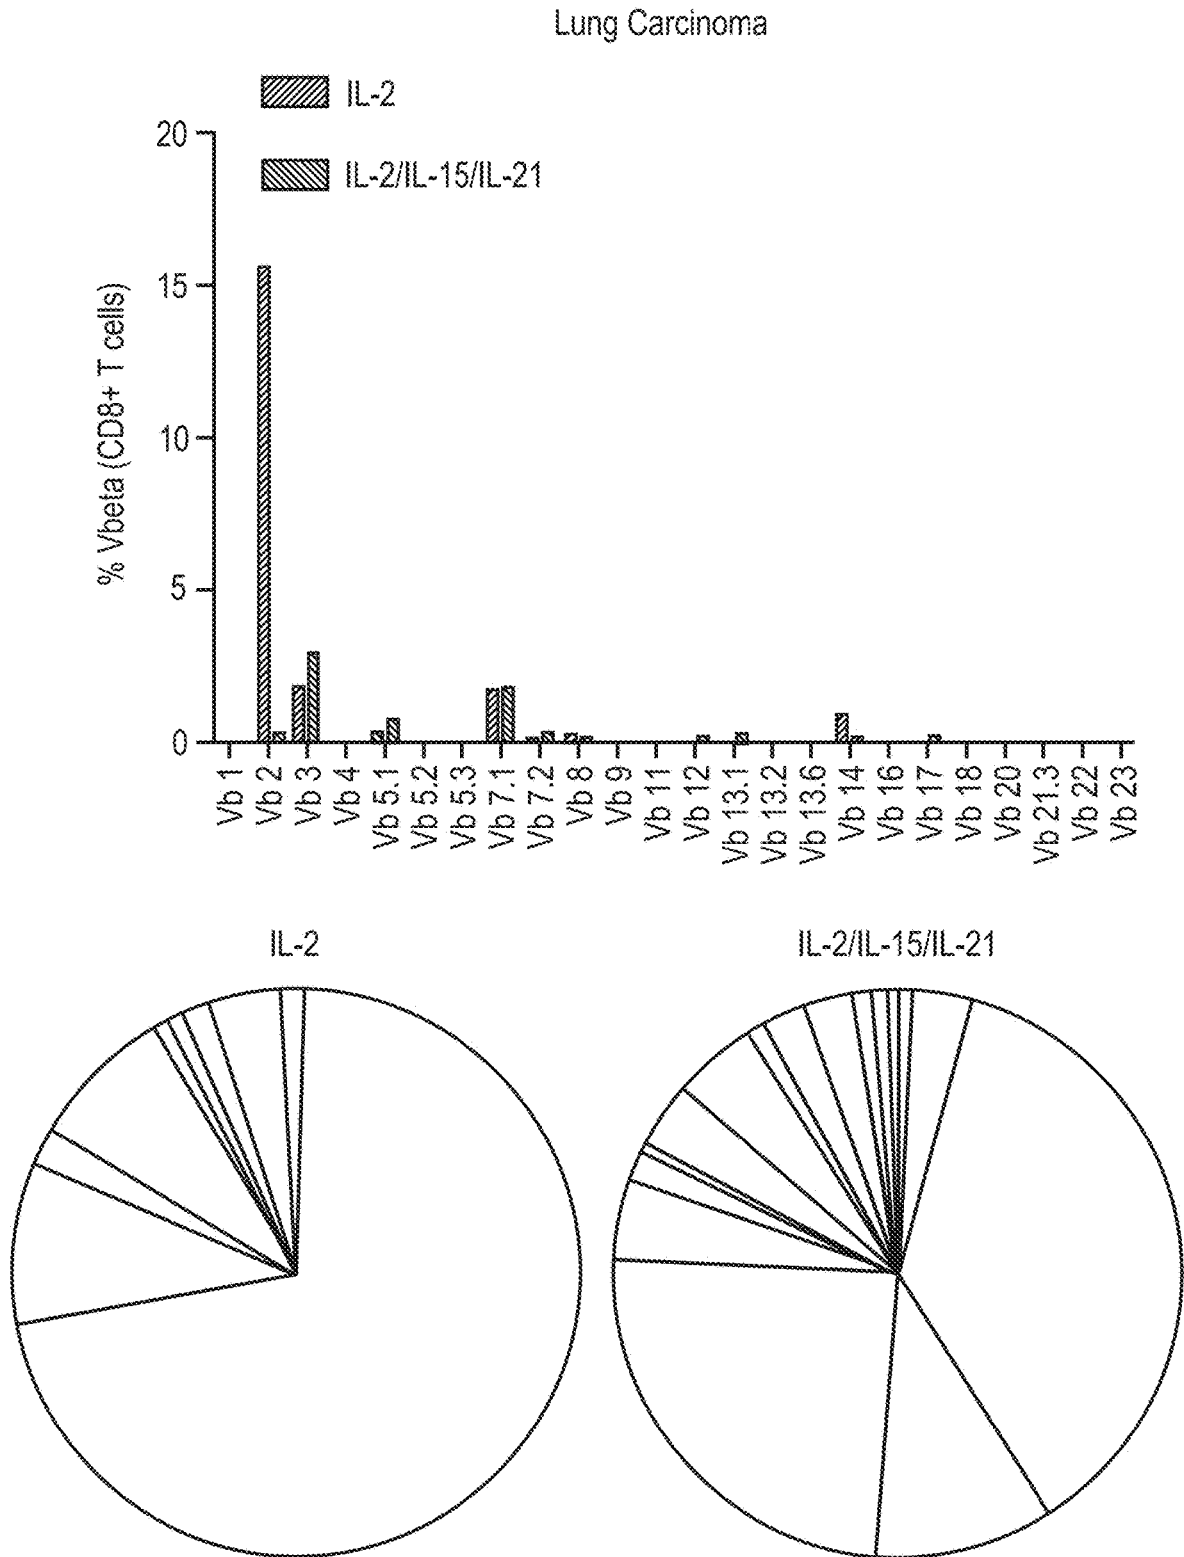 Lung Carcinoma
IL-2
IL-2/IL-15/IL-21
% Vbeta (CD8+ T cells)
20
15
10
5
0
Vb 1
Vb 2
Vb 3
Vb 4
Vb 5.1
Vb 5.2
Vb 5.3
Vb 7.1
Vb 7.2
Vb 8
Vb 9
Vb 11
Vb 12
Vb 13.1
Vb 13.2
Vb 13.6
Vb 14
Vb 16
Vb 17
Vb 18
Vb 20
Vb 21.3
Vb 22
Vb 23
IL-2
IL-2/IL-15/IL-21